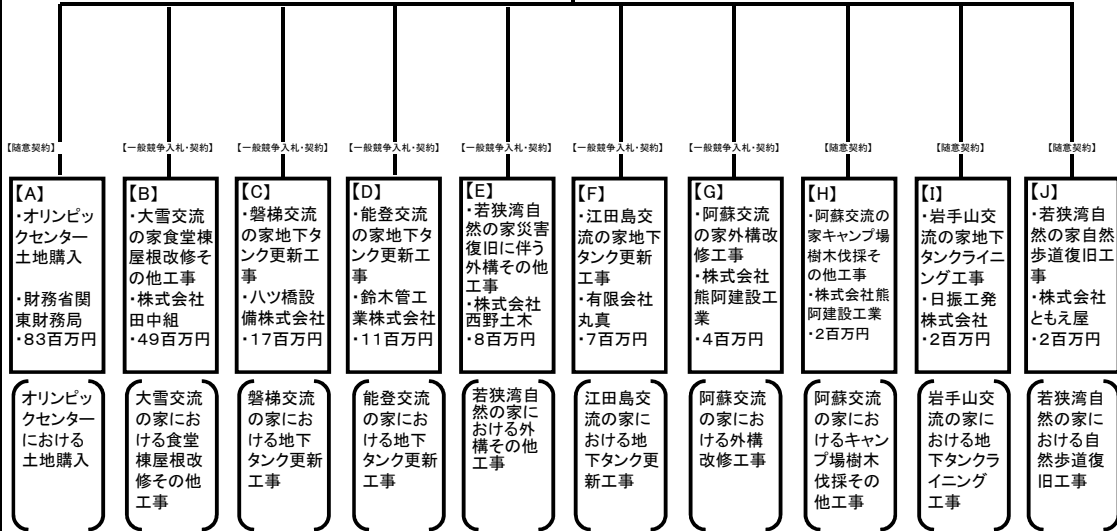 【随意契約】
【一般競争入札・契約】
【一般競争入札・契約】
【一般競争入札・契約】
【一般競争入札・契約】
【一般競争入札・契約】
【一般競争入札・契約】
【随意契約】
【随意契約】
【随意契約】
【A】
・オリンピッ
クセンター
土地購入
・財務省関
東財務局
・83百万円
【B】
・大雪交流
の家食堂棟
屋根改修そ
の他工事
・株式会社
田中組
・49百万円
【C】
・磐梯交流
の家地下タ
ンク更新工
事
・八ツ橋設
備株式会社
・17百万円
【D】
・能登交流
の家地下タ
ンク更新工
事
・鈴木管工
業株式会社
・11百万円
【E】
・若狭湾自
然の家災害
復旧に伴う
外構その他
工事
・株式会社
西野土木
・8百万円
【F】
・江田島交
流の家地下
タンク更新
工事
・有限会社
丸真
・7百万円
【G】
・阿蘇交流
の家外構改
修工事
・株式会社
熊阿建設工
業
・4百万円
【H】
・阿蘇交流の
家キャンプ場
樹木伐採そ
の他工事
・株式会社熊
阿建設工業
・2百万円
【I】
・岩手山交
流の家地下
タンクライニ
ング工事
・日振工発
株式会社
・2百万円
【J】
・若狭湾自
然の家自然
歩道復旧工
事
・株式会社
ともえ屋
・2百万円
オリンピッ
クセンター
における
土地購入
大雪交流
の家にお
ける食堂
棟屋根改
修その他
工事
磐梯交流
の家にお
ける地下
タンク更新
工事
能登交流
の家にお
ける地下
タンク更新
工事
若狭湾自
然の家に
おける外
構その他
工事
江田島交
流の家に
おける地
下タンク更
新工事
阿蘇交流
の家にお
ける外構
改修工事
阿蘇交流
の家にお
けるキャン
プ場樹木
伐採その
他工事
岩手山交
流の家に
おける地
下タンクラ
イニング
工事
若狭湾自
然の家に
おける自
然歩道復
旧工事